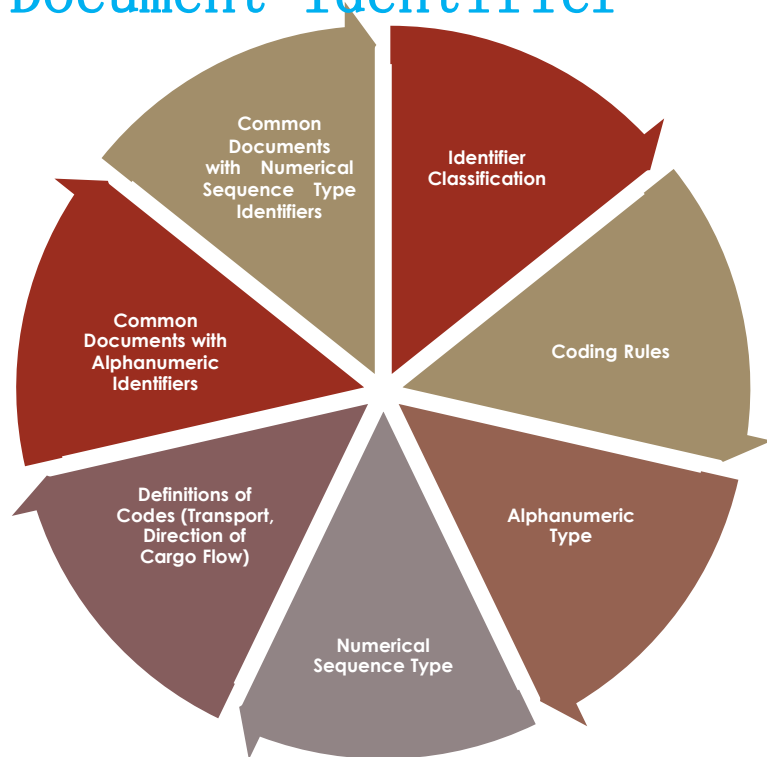 Document Identifier
Identifier
Classification
Coding Rules
Alphanumeric
Type
Numerical
Sequence Type
Definitions of
Codes (Transport,
Direction of
Cargo Flow)
Common
Documents with
Alphanumeric
Identifiers
Common
Documents
with Numerical
Sequence Type
Identifiers